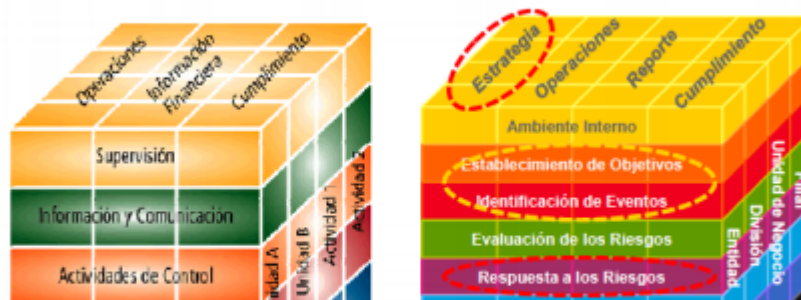 Operaciones
Información
Financiera
Cumplimiento
Supervisión
Información y Comunicación
Actividades de Control
Unidad B
Actividad 1
Actividad 2
Estrategia
Operaciones
Reporte
Cumplimiento
Ambiente Interno
Establecimiento de Objetivos
Identificación de Eventos
Evaluación de los Riesgos
Respuesta a los Riesgos
Entidad
División
Unidad de Negocio